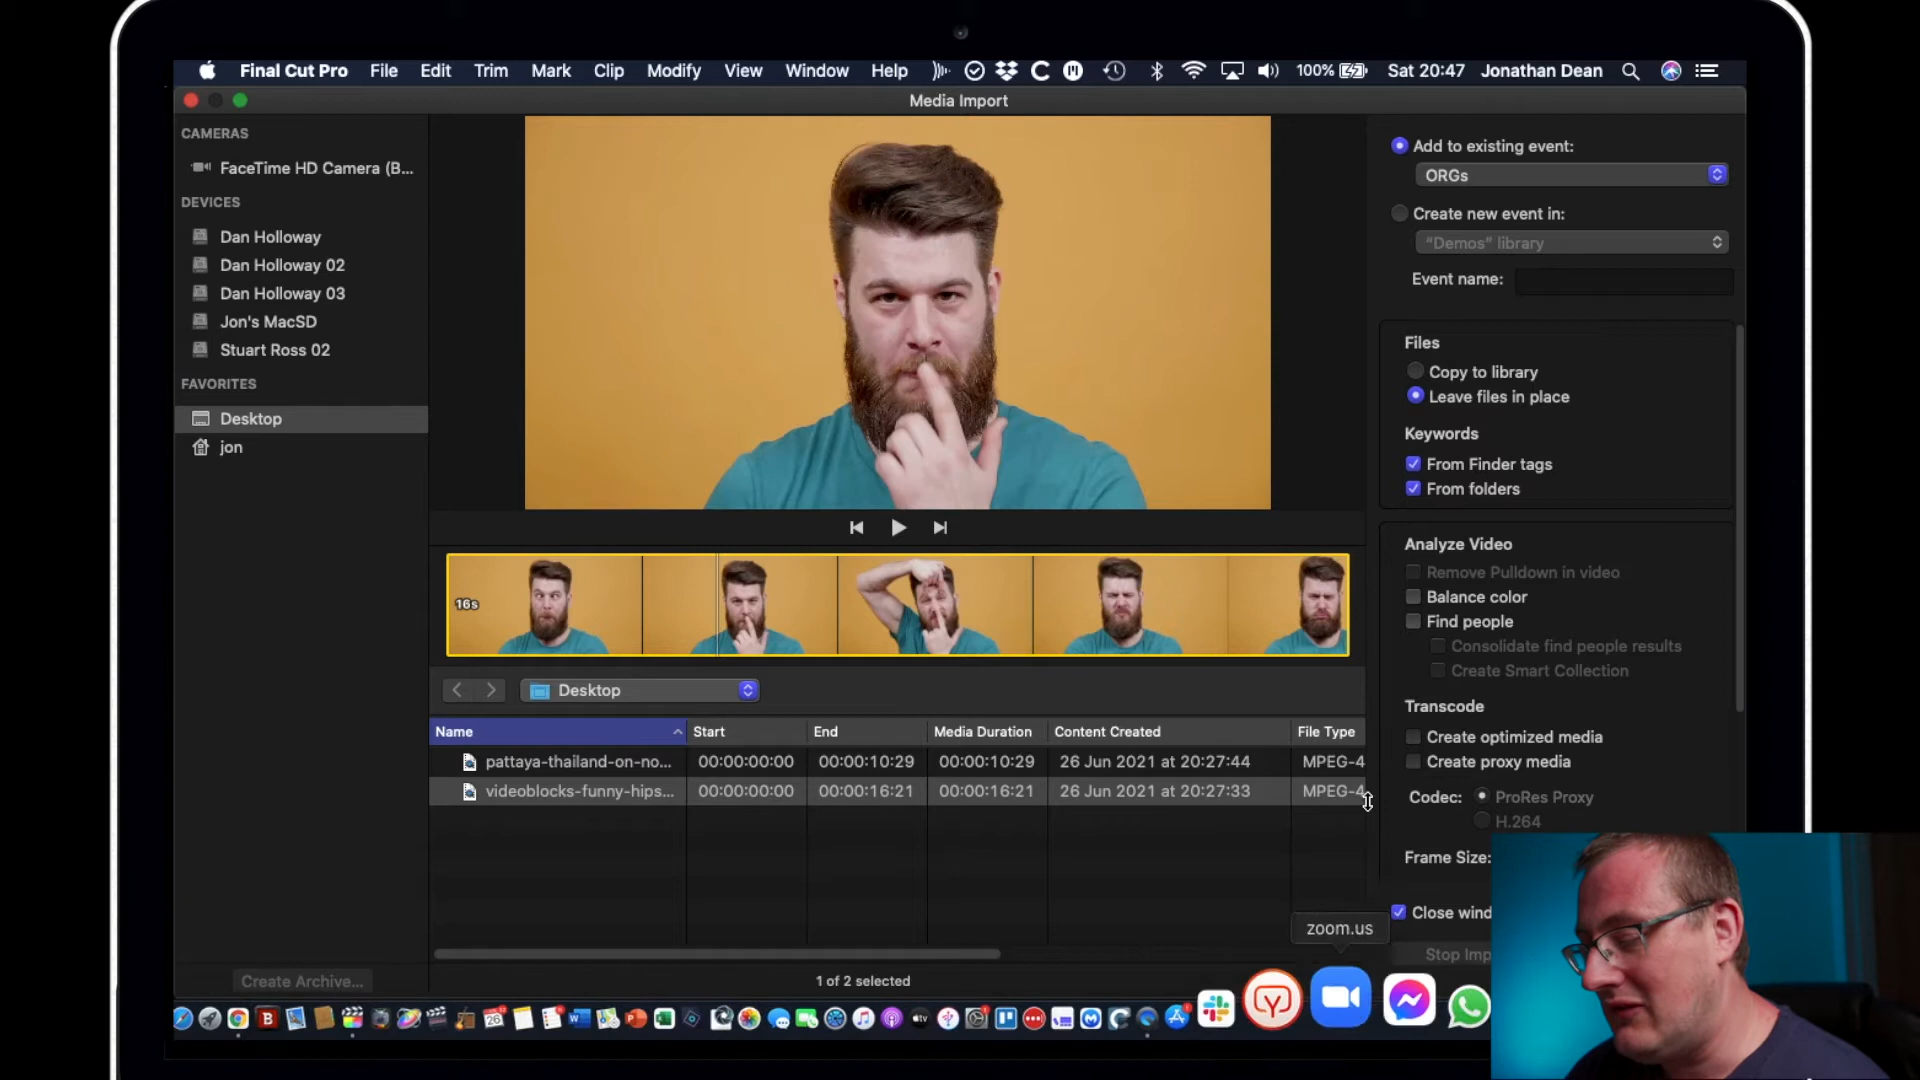 Final Cut Pro File Edit Trim Mark Clip Modify View Window Help 100% Sat 20:47 Jonathan Dean
Media Import
CAMERAS
FaceTime HD Camera (B...
DEVICES
Dan Holloway
Dan Holloway 02
Dan Holloway 03
Jon's MacSD
Stuart Ross 02
FAVORITES
Desktop
jon
Create Archive...
16s
Desktop
Name Start End Media Duration Content Created File Type
pattaya-thailand-on-no... 00:00:00:00 00:00:10:29 00:00:10:29 26 Jun 2021 at 20:27:44 MPEG-4
videoblocks-funny-hips... 00:00:00:00 00:00:16:21 00:00:16:21 26 Jun 2021 at 20:27:33 MPEG-4
1 of 2 selected
Add to existing event:
ORGs
Create new event in:
“Demos” library
Event name:
Files
Copy to library
Leave files in place
Keywords
From Finder tags
From folders
Analyze Video
Remove Pulldown in video
Balance color
Find people
Consolidate find people results
Create Smart Collection
Transcode
Create optimized media
Create proxy media
Codec: ProRes Proxy
H.264
Frame Size:
Close wind
Stop Imp
zoom.us